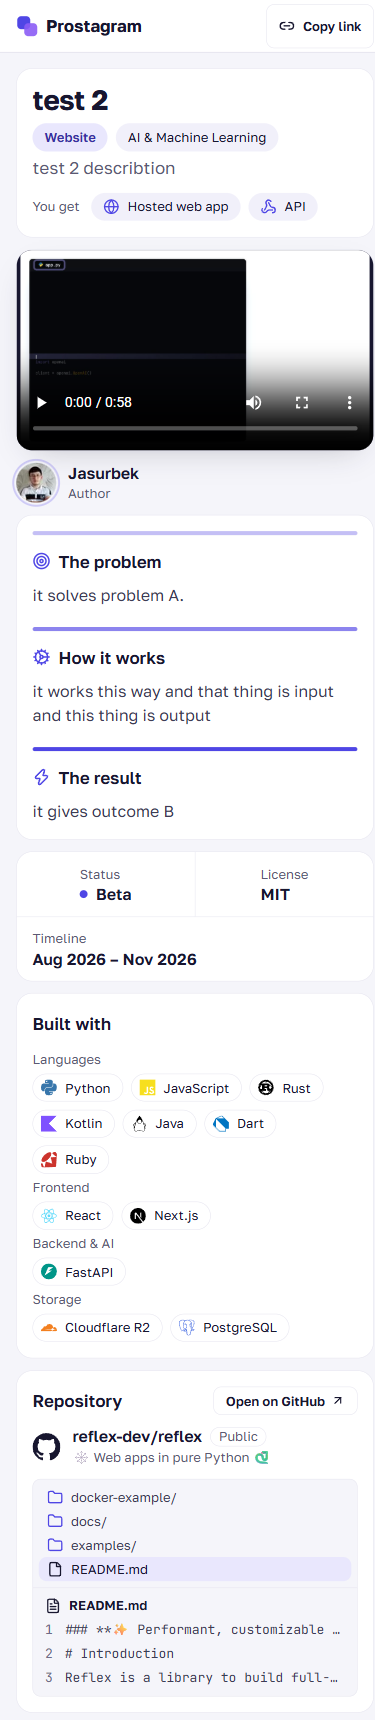 Prostagram
Copy link
test 2
Website
AI & Machine Learning
test 2 describtion
You get
Hosted web app
API
app.py
0:00 / 0:58
Jasurbek
Author
The problem
it solves problem A.
How it works
it works this way and that thing is input
and this thing is output
The result
it gives outcome B
Status
Beta
License
MIT
Timeline
Aug 2026 – Nov 2026
Built with
Languages
Python
JavaScript
Rust
Kotlin
Java
Dart
Ruby
Frontend
React
Next.js
Backend & AI
FastAPI
Storage
Cloudflare R2
PostgreSQL
Repository
Open on GitHub ↗
reflex-dev/reflex
Public
🕸️ Web apps in pure Python 🐍
docker-example/
docs/
examples/
README.md
README.md
1 ### **✨ Performant, customizable …
2 # Introduction
3 Reflex is a library to build full-…